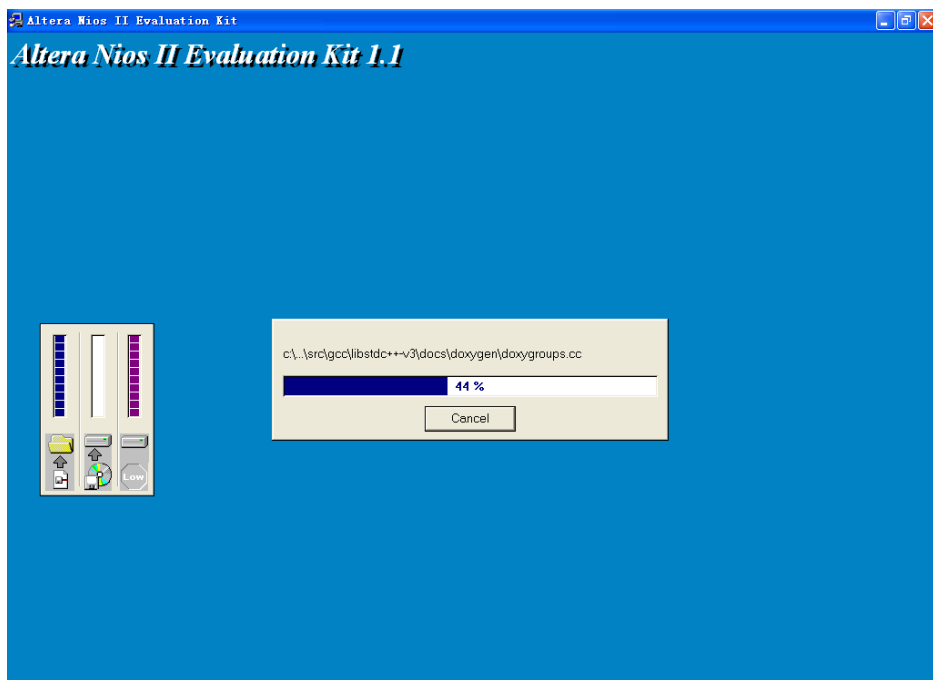 Altera Nios II Evaluation Kit
Altera Nios II Evaluation Kit 1.1
c:\...\src\gcc\libstdc++-v3\docs\doxygen\doxygroups.cc
44 %
Cancel
Low